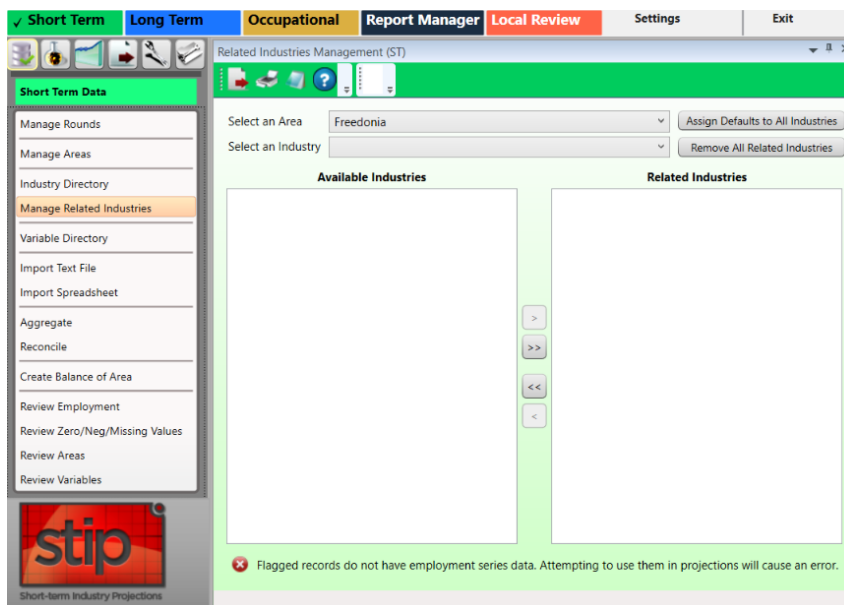 ✓ Short Term Long Term Occupational Report Manager Local Review Settings Exit
Related Industries Management (ST)
Short Term Data
Manage Rounds
Manage Areas
Industry Directory
Manage Related Industries
Variable Directory
Import Text File
Import Spreadsheet
Aggregate
Reconcile
Create Balance of Area
Review Employment
Review Zero/Neg/Missing Values
Review Areas
Review Variables
stip
Short-term Industry Projections
Select an Area Freedonia Assign Defaults to All Industries
Select an Industry Remove All Related Industries
Available Industries Related Industries
>
>>
<<
<
Flagged records do not have employment series data. Attempting to use them in projections will cause an error.